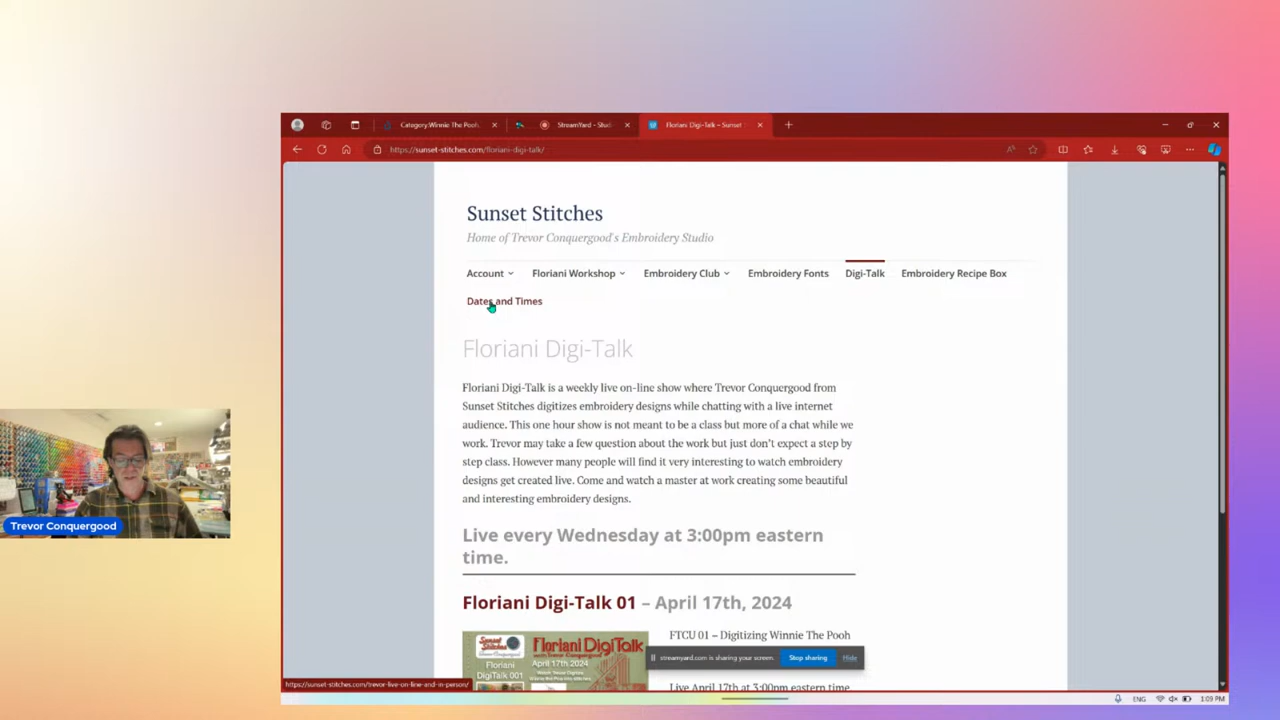 Category:Winnie The Pooh
StreamYard - Stud
Floriani Digi-Talk – Sunset
https://sunset-stitches.com/floriani-digi-talk/
Sunset Stitches
Home of Trevor Conquergood's Embroidery Studio
Account Floriani Workshop Embroidery Club Embroidery Fonts Digi-Talk Embroidery Recipe Box
Dates and Times
Floriani Digi-Talk
Floriani Digi-Talk is a weekly live on-line show where Trevor Conquergood from
Sunset Stitches digitizes embroidery designs while chatting with a live internet
audience. This one hour show is not meant to be a class but more of a chat while we
work. Trevor may take a few question about the work but just don't expect a step by
step class. However many people will find it very interesting to watch embroidery
designs get created live. Come and watch a master at work creating some beautiful
and interesting embroidery designs.
Live every Wednesday at 3:00pm eastern
time.
Floriani Digi-Talk 01 – April 17th, 2024
Sunset Stitches
Floriani
DigiTalk 001
Floriani DigiTalk
with Trevor Conquergood
April 17th 2024
FTCU 01 – Digitizing Winnie The Pooh
Live April 17th at 3:00pm eastern
streamyard.com is sharing your screen. Stop sharing Hide
https://sunset-stitches.com/trevor-live-on-line-and-in-person/
ENG 1:09 PM
Trevor Conquergood